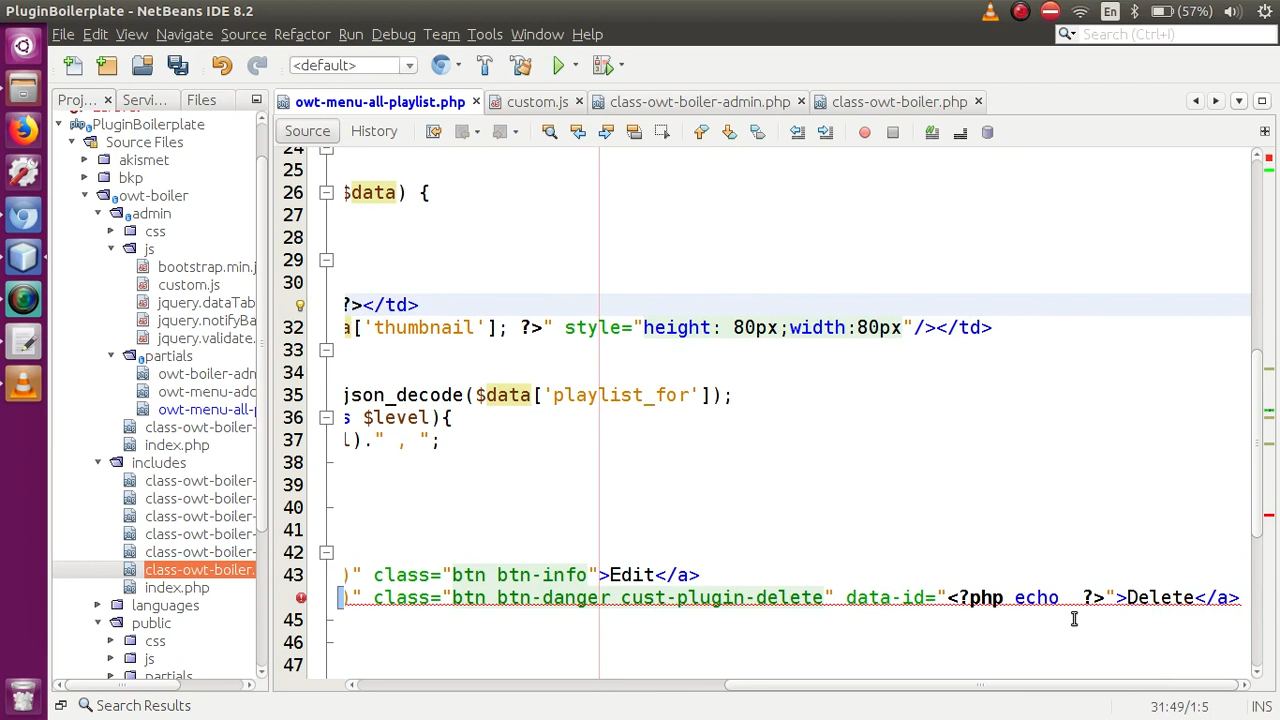 PluginBoilerplate - NetBeans IDE 8.2
En
(57%)
File Edit View Navigate Source Refactor Run Debug Team Tools Window Help
Search (Ctrl+I)
<default>
Proj... × Servi... Files
owt-menu-all-playlist.php × custom.js × class-owt-boiler-admin.php × class-owt-boiler.php ×
Source History
PluginBoilerplate
Source Files
akismet
bkp
owt-boiler
admin
css
js
bootstrap.min.j
custom.js
jquery.dataTab
jquery.notifyBa
jquery.validate.
partials
owt-boiler-adn
owt-menu-adc
owt-menu-all-p
class-owt-boiler-
index.php
includes
class-owt-boiler-
class-owt-boiler-
class-owt-boiler-
class-owt-boiler-
class-owt-boiler-
class-owt-boiler.
index.php
languages
public
css
js
partials
24
25
26 $data) {
27
28
29
30
?></td>
32 a['thumbnail']; ?>" style="height: 80px;width:80px"/></td>
33
34
35 json_decode($data['playlist_for']);
36 s $level){
37 l)." , ";
38
39
40
41
42
43 )" class="btn btn-info">Edit</a>
)" class="btn btn-danger cust-plugin-delete" data-id="<?php echo  ?>">Delete</a>
45
46
47
Search Results
31:49/1:5 INS